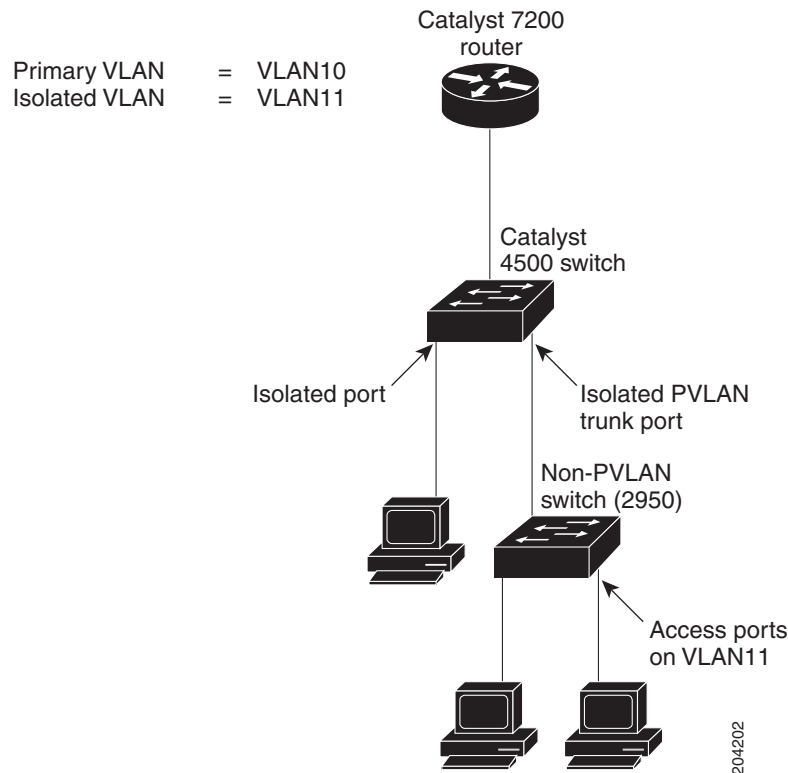 Catalyst 7200
router
Primary VLAN = VLAN10
Isolated VLAN = VLAN11
Catalyst
4500 switch
Isolated port
Isolated PVLAN
trunk port
Non-PVLAN
switch (2950)
Access ports
on VLAN11
204202